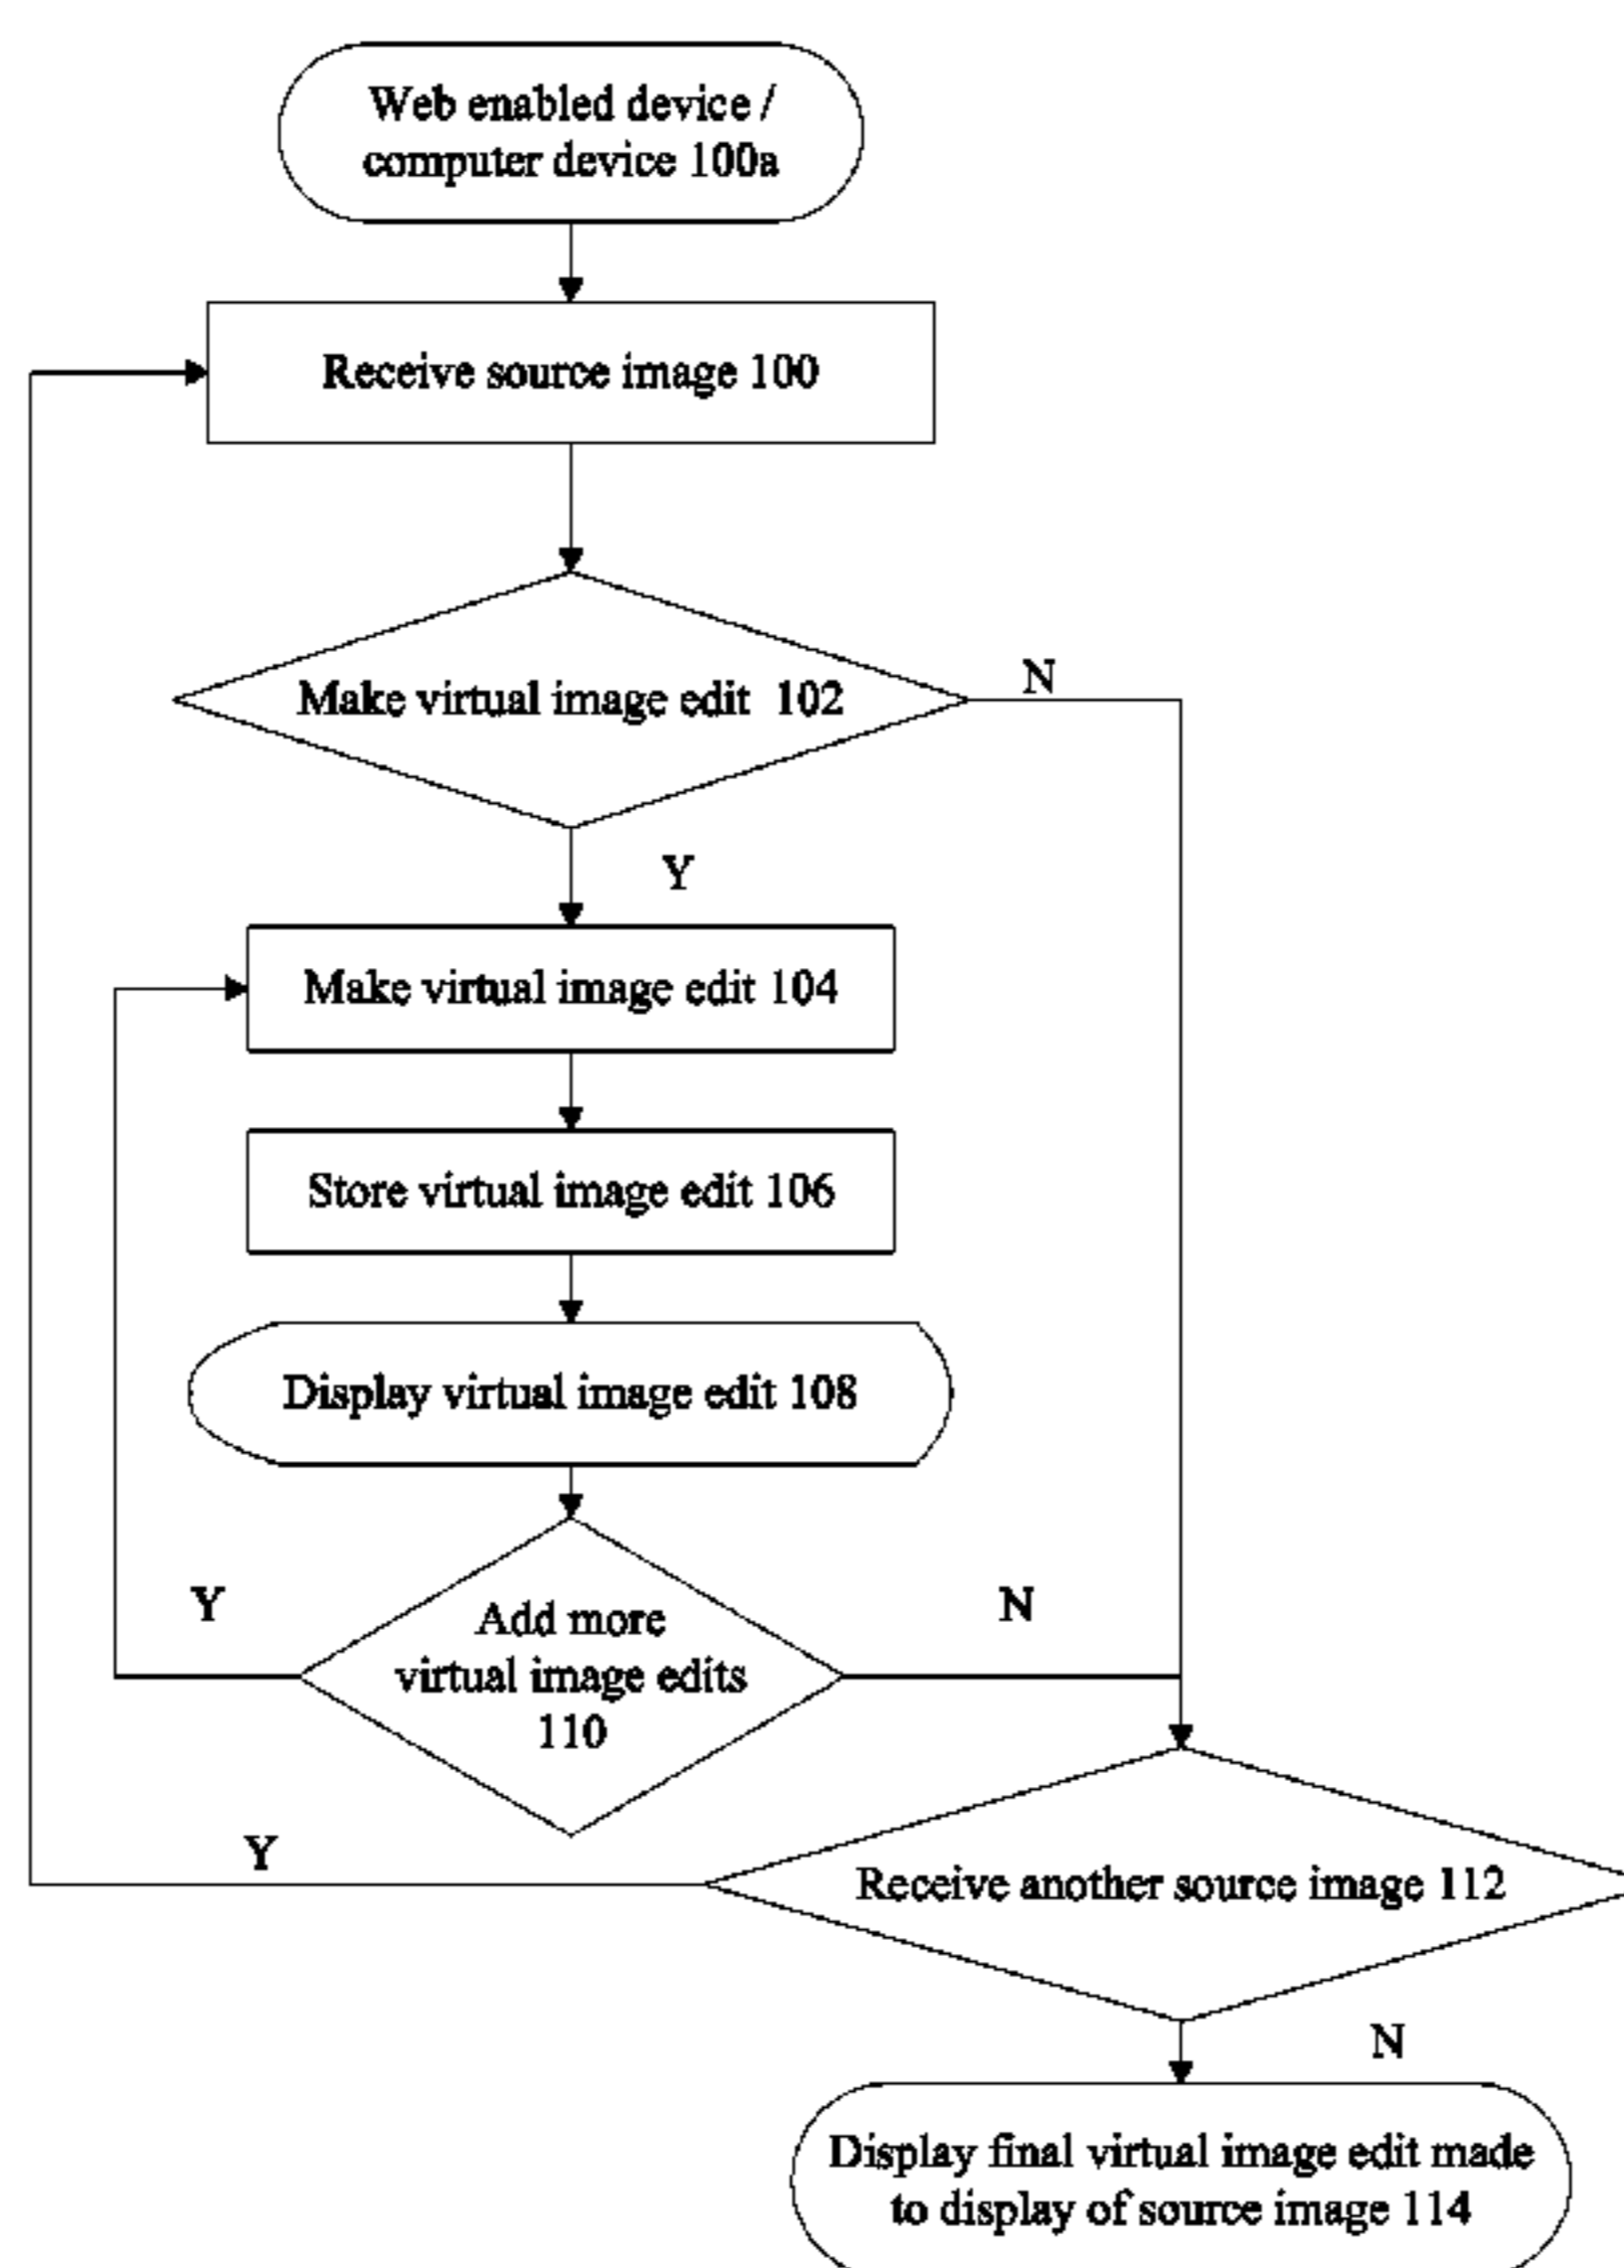 Web enabled device /
computer device 100a
Receive source image 100
Make virtual image edit 102
N
Y
Make virtual image edit 104
Store virtual image edit 106
Display virtual image edit 108
Y
N
Add more
virtual image edits
110
Y
Receive another source image 112
N
Display final virtual image edit made
to display of source image 114